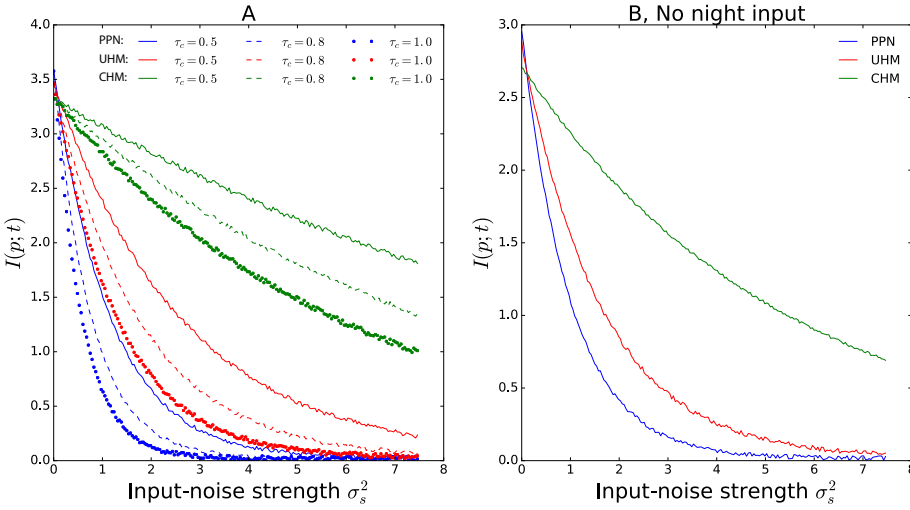 A
B, No night input
4.0
3.5
3.0
2.5
2.0
1.5
1.0
0.5
0.0
I(p;t)
PPN: τc = 0.5 τc = 0.8 τc = 1.0
UHM: τc = 0.5 τc = 0.8 τc = 1.0
CHM: τc = 0.5 τc = 0.8 τc = 1.0
0 1 2 3 4 5 6 7 8
Input-noise strength σs²
3.0
2.5
2.0
1.5
1.0
0.5
0.0
I(p;t)
PPN
UHM
CHM
0 1 2 3 4 5 6 7 8
Input-noise strength σs²